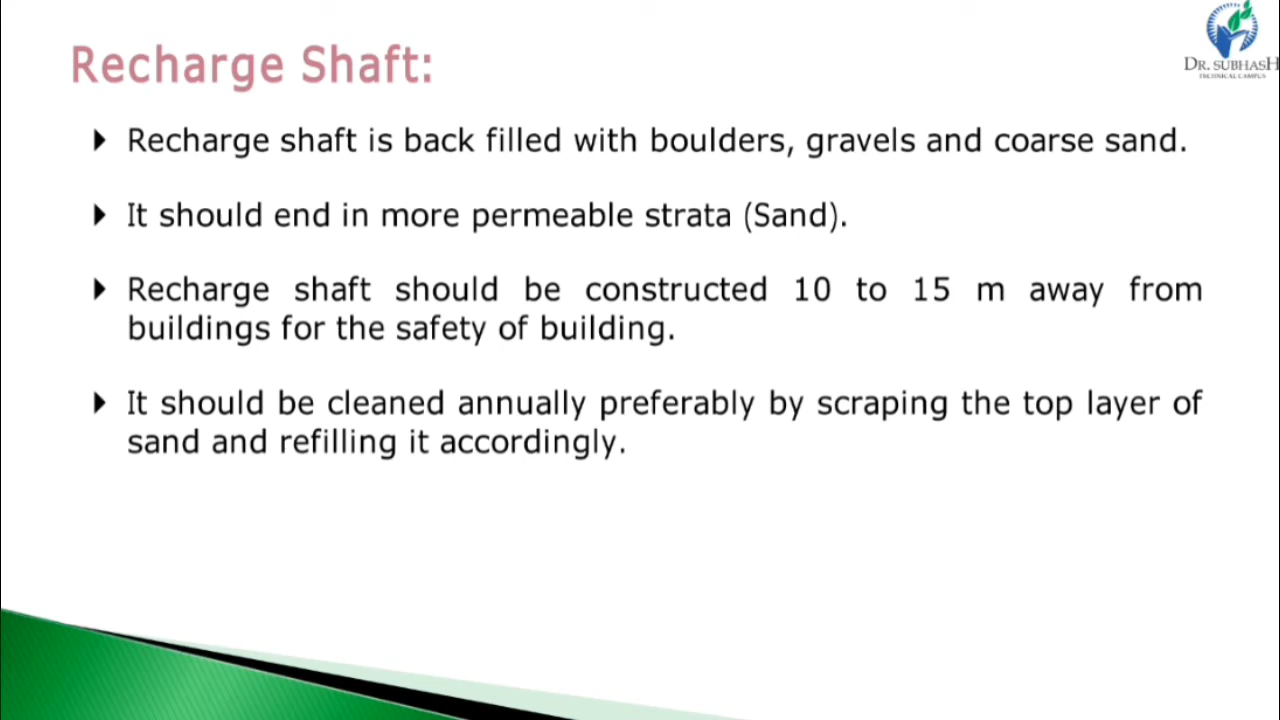 DR. SUBHASH
TECHNICAL CAMPUS
Recharge Shaft:
Recharge shaft is back filled with boulders, gravels and coarse sand.
It should end in more permeable strata (Sand).
Recharge shaft should be constructed 10 to 15 m away from
buildings for the safety of building.
It should be cleaned annually preferably by scraping the top layer of
sand and refilling it accordingly.